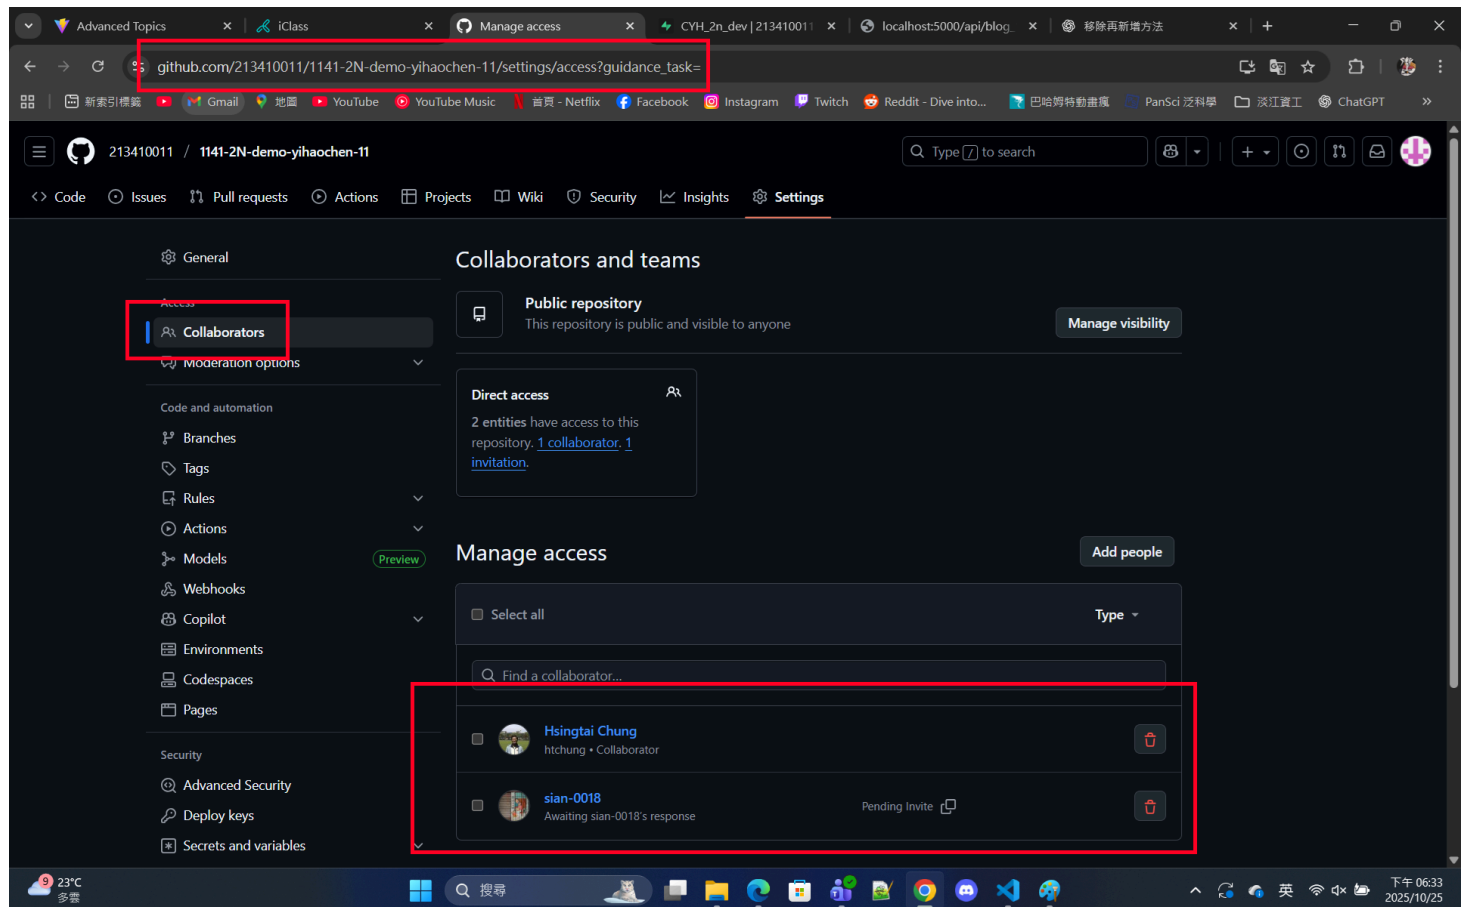 Advanced Topics
iClass
Manage access
CYH_2n_dev | 213410011
localhost:5000/api/blog_
移除再新增方法
github.com/213410011/1141-2N-demo-yihaochen-11/settings/access?guidance_task=
新索引標籤
Gmail
地圖
YouTube
YouTube Music
首頁 - Netflix
Facebook
Instagram
Twitch
Reddit - Dive into...
巴哈姆特動畫瘋
PanSci 泛科學
淡江資工
ChatGPT
213410011 / 1141-2N-demo-yihaochen-11
Type / to search
Code
Issues
Pull requests
Actions
Projects
Wiki
Security
Insights
Settings
General
Access
Collaborators
Moderation options
Code and automation
Branches
Tags
Rules
Actions
Models
Preview
Webhooks
Copilot
Environments
Codespaces
Pages
Security
Advanced Security
Deploy keys
Secrets and variables
Collaborators and teams
Public repository
This repository is public and visible to anyone
Manage visibility
Direct access
2 entities have access to this
repository. 1 collaborator. 1
invitation.
Manage access
Add people
Select all
Type
Find a collaborator...
Hsingtai Chung
htchung • Collaborator
sian-0018
Awaiting sian-0018's response
Pending Invite
9
23°C
多雲
搜尋
英
下午 06:33
2025/10/25